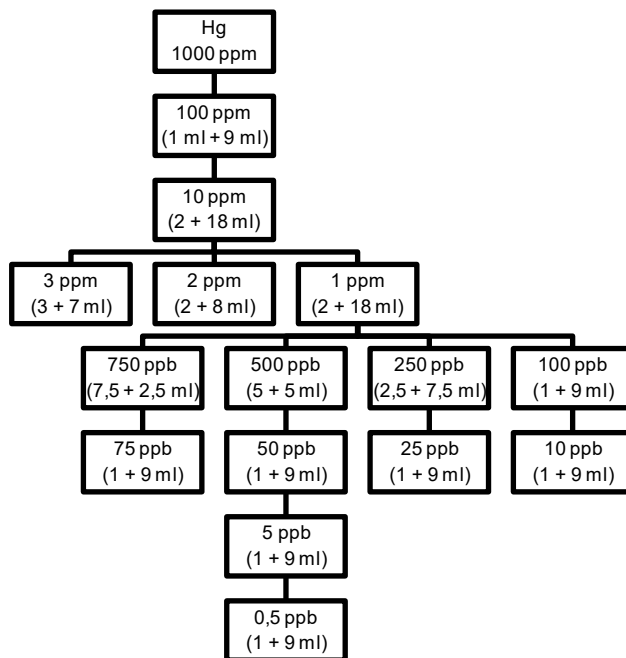 Hg
1000 ppm
100 ppm
(1 ml + 9 ml)
10 ppm
(2 + 18 ml)
3 ppm
(3 + 7 ml)
2 ppm
(2 + 8 ml)
1 ppm
(2 + 18 ml)
750 ppb
(7,5 + 2,5 ml)
500 ppb
(5 + 5 ml)
250 ppb
(2,5 + 7,5 ml)
100 ppb
(1 + 9 ml)
75 ppb
(1 + 9 ml)
50 ppb
(1 + 9 ml)
25 ppb
(1 + 9 ml)
10 ppb
(1 + 9 ml)
5 ppb
(1 + 9 ml)
0,5 ppb
(1 + 9 ml)